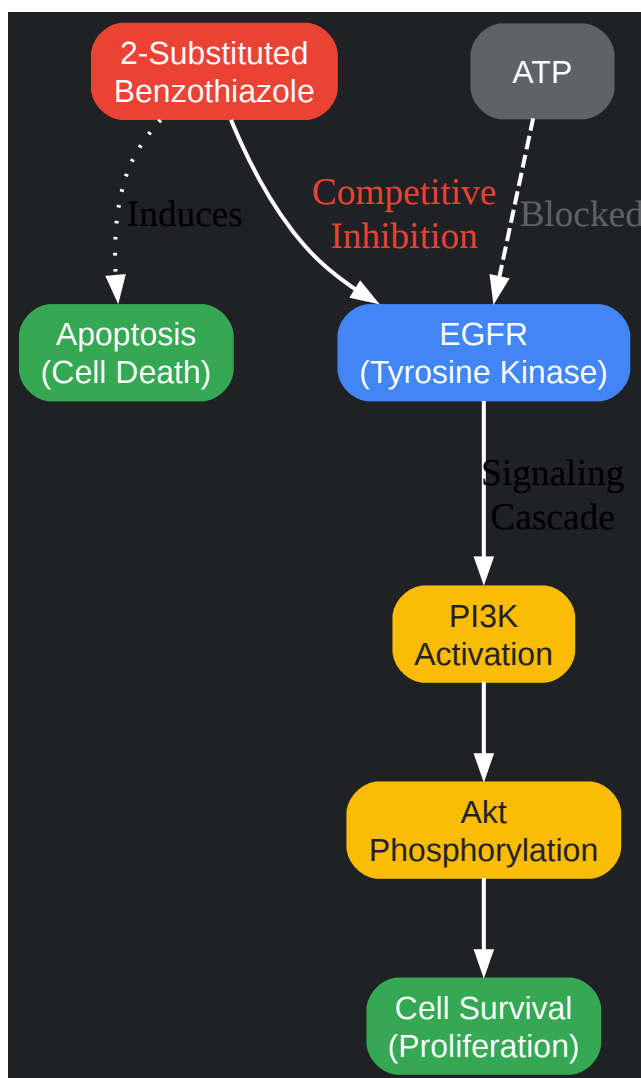 2-Substituted
Benzothiazole
ATP
Induces
Competitive
Inhibition
Blocked
Apoptosis
(Cell Death)
EGFR
(Tyrosine Kinase)
Signaling
Cascade
PI3K
Activation
Akt
Phosphorylation
Cell Survival
(Proliferation)